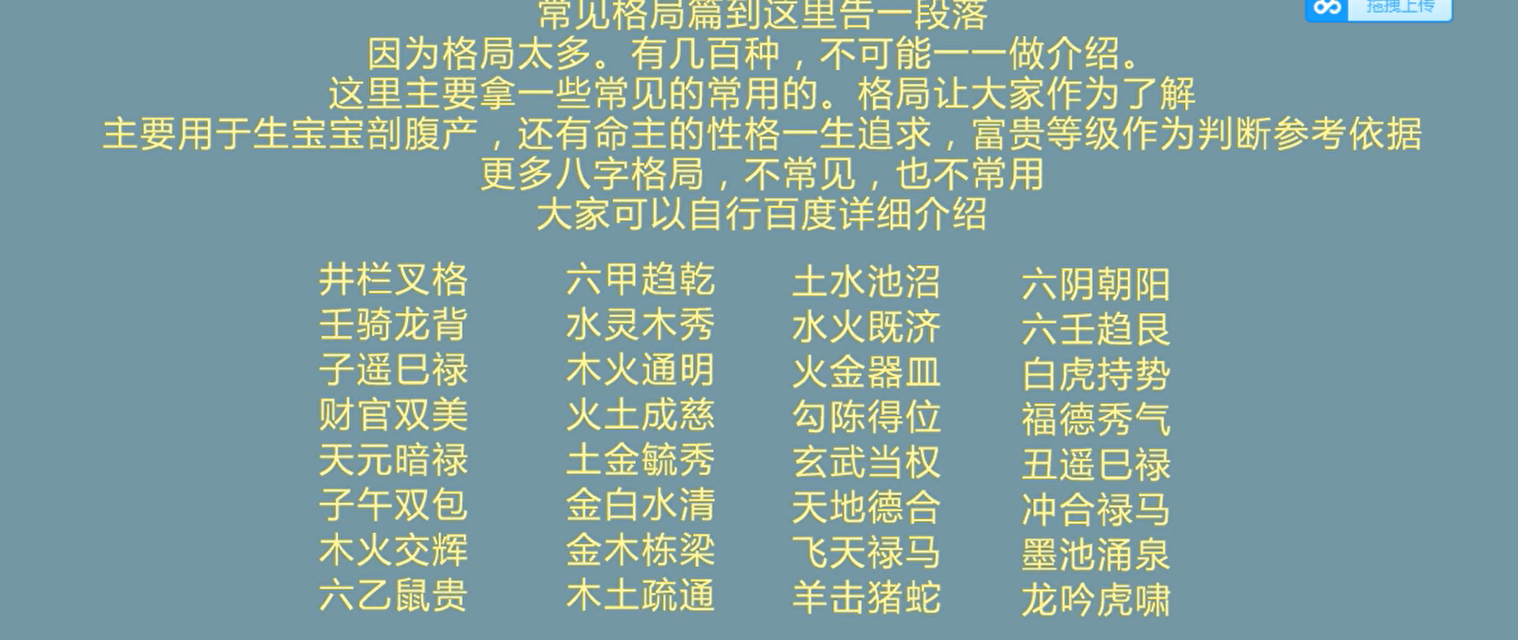 常见格局篇到这里告一段落
拖拽上传
因为格局太多。有几百种，不可能一一做介绍。
这里主要拿一些常见的常用的。格局让大家作为了解
主要用于生宝宝剖腹产，还有命主的性格一生追求，富贵等级作为判断参考依据
更多八字格局，不常见，也不常用
大家可以自行百度详细介绍
井栏叉格 六甲趋乾 土水池沼 六阴朝阳
壬骑龙背 水灵木秀 水火既济 六壬趋艮
子遥巳禄 木火通明 火金器皿 白虎持势
财官双美 火土成慈 勾陈得位 福德秀气
天元暗禄 土金毓秀 玄武当权 丑遥巳禄
子午双包 金白水清 天地德合 冲合禄马
木火交辉 金木栋梁 飞天禄马 墨池涌泉
六乙鼠贵 木土疏通 羊击猪蛇 龙吟虎啸